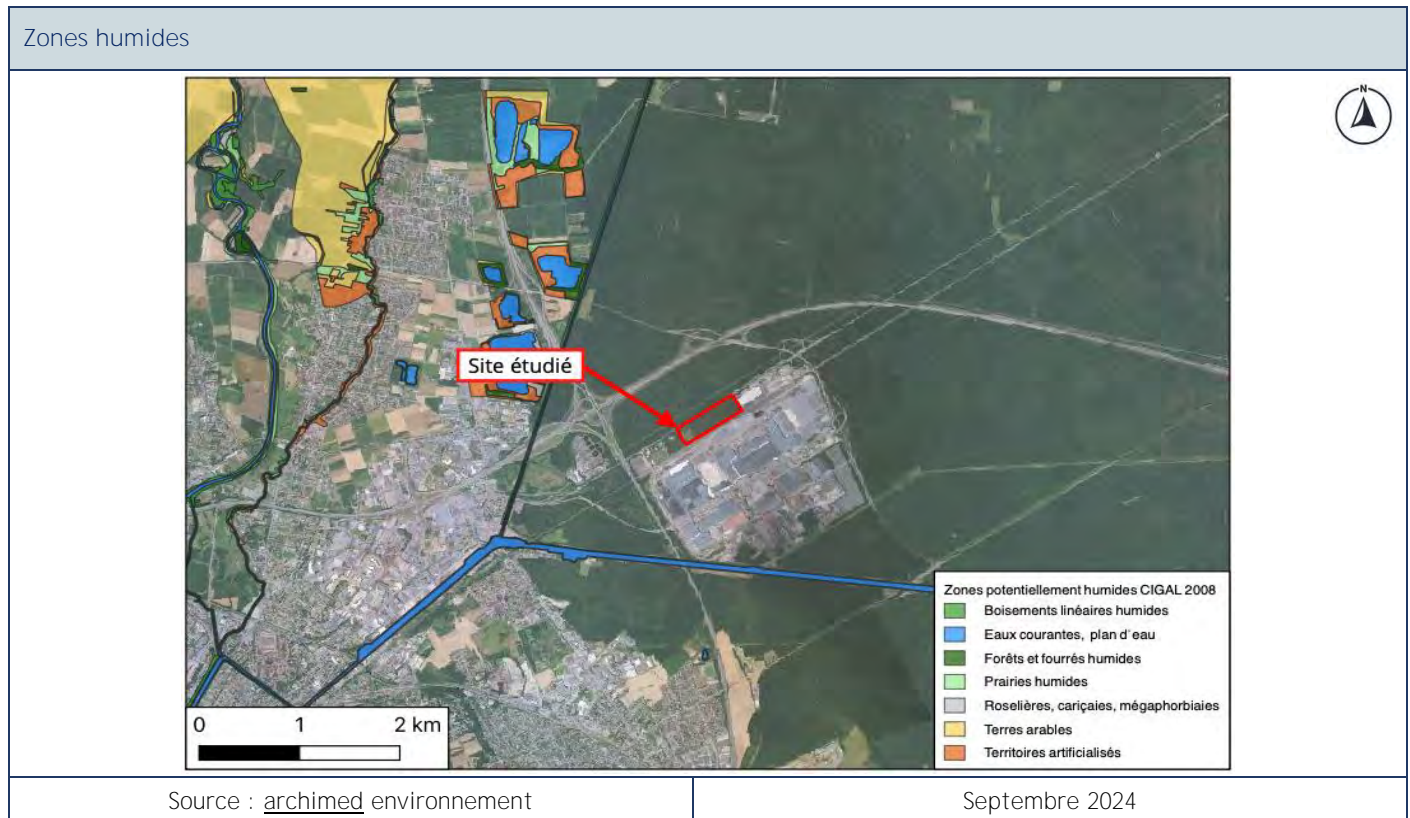 Zones humides
N
Site étudié
Zones potentiellement humides CIGAL 2008
Boisements linéaires humides
Eaux courantes, plan d'eau
Forêts et fourrés humides
Prairies humides
Roselières, cariçaies, mégaphorbiaies
Terres arables
Territoires artificialisés
0 1 2 km
Source : archimed environnement
Septembre 2024